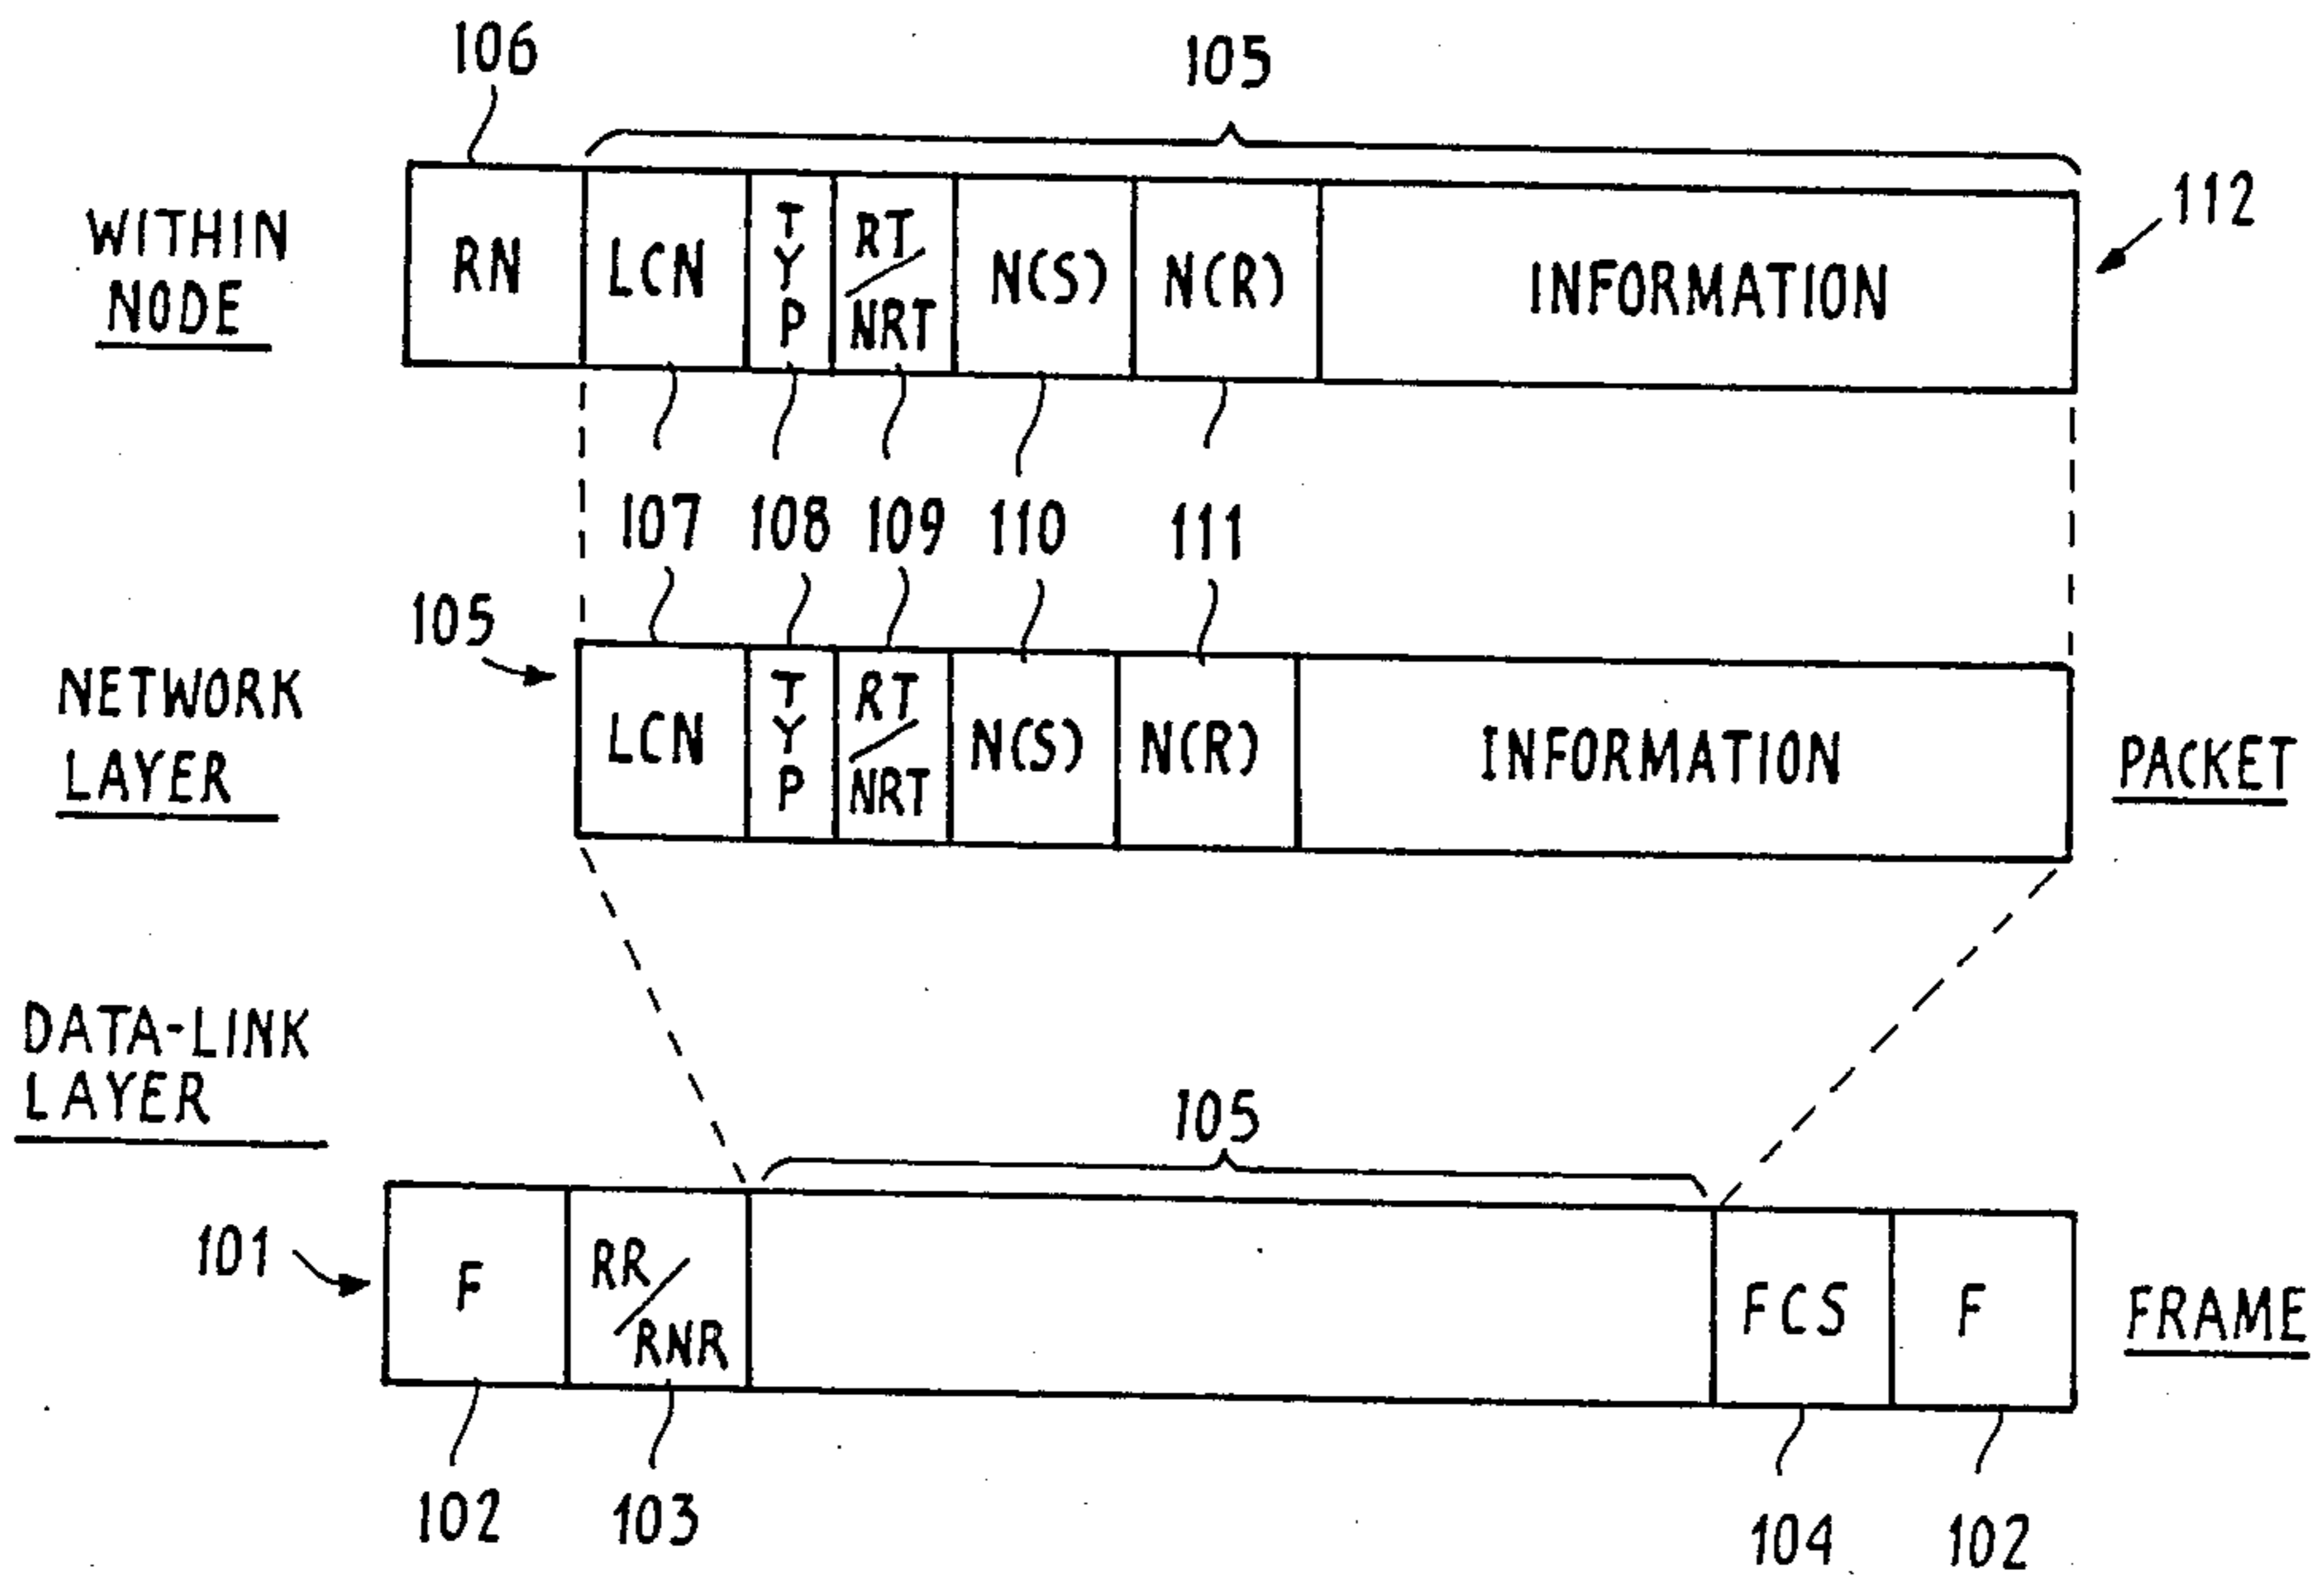 106
105
112
WITHIN
NODE
RN
LCN
TYP
RT/NRT
N(S)
N(R)
INFORMATION
107
108
109
110
111
105
NETWORK
LAYER
LCN
TYP
RT/NRT
N(S)
N(R)
INFORMATION
PACKET
DATA-LINK
LAYER
105
101
F
RR/RNR
FCS
F
FRAME
102
103
104
102